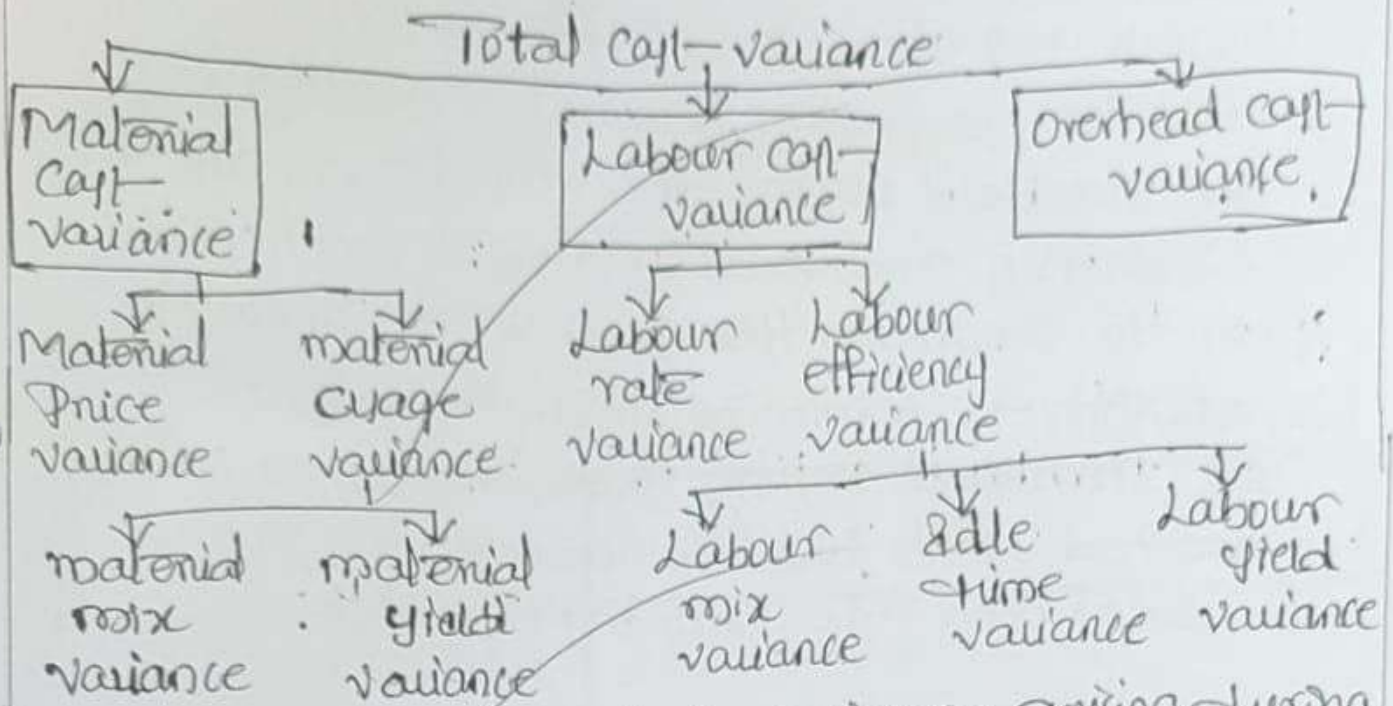 Total Cost variance
Material
Cost
variance
Labour cost
variance
Overhead cost
variance.
Material
Price
variance
material
usage
variance
Labour
rate
variance
Labour
efficiency
variance
material
mix
variance
material
yield
variance
Labour
mix
variance
Idle
time
variance
Labour
yield
variance
arising during